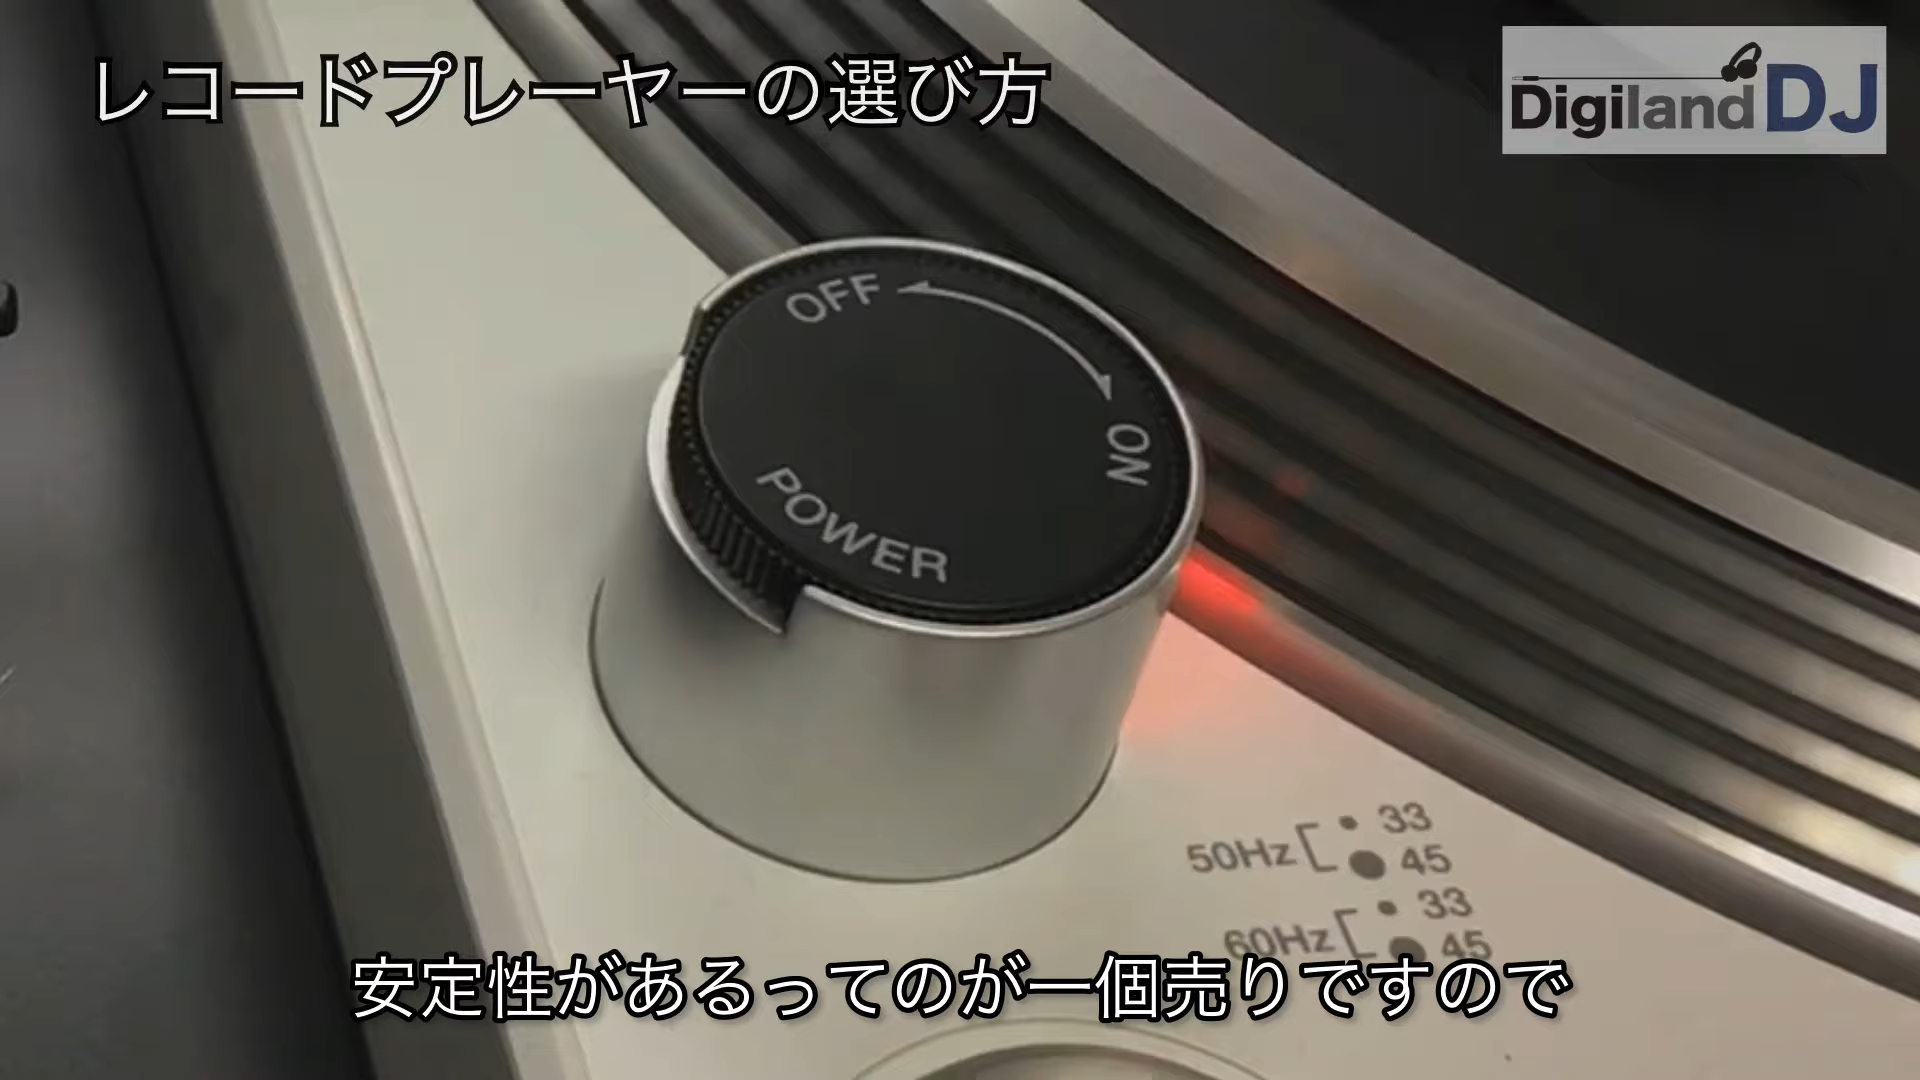 レコードプレーヤーの選び方
Digiland DJ
OFF
ON
POWER
50Hz 33
45
60Hz 33
45
安定性があるってのが一個売りですので